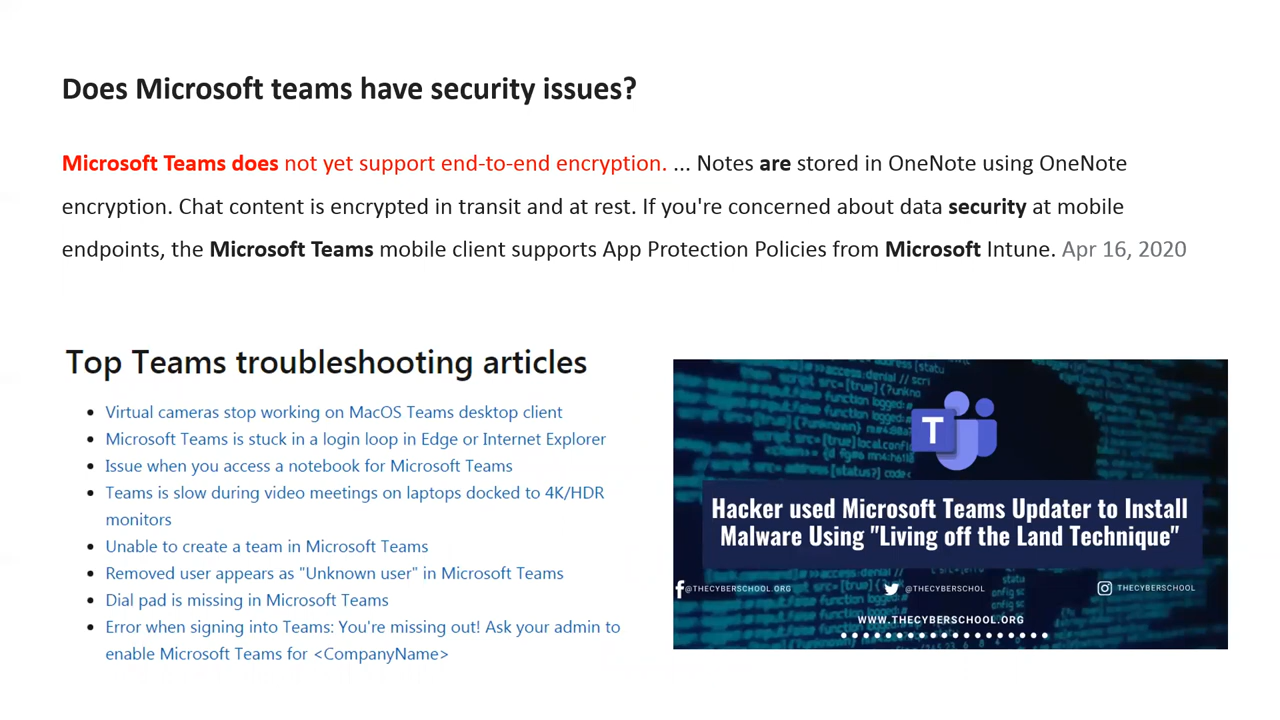 Does Microsoft teams have security issues?
Microsoft Teams does not yet support end-to-end encryption. ... Notes are stored in OneNote using OneNote
encryption. Chat content is encrypted in transit and at rest. If you're concerned about data security at mobile
endpoints, the Microsoft Teams mobile client supports App Protection Policies from Microsoft Intune. Apr 16, 2020
Top Teams troubleshooting articles
Virtual cameras stop working on MacOS Teams desktop client
Microsoft Teams is stuck in a login loop in Edge or Internet Explorer
Issue when you access a notebook for Microsoft Teams
Teams is slow during video meetings on laptops docked to 4K/HDR
monitors
Unable to create a team in Microsoft Teams
Removed user appears as "Unknown user" in Microsoft Teams
Dial pad is missing in Microsoft Teams
Error when signing into Teams: You're missing out! Ask your admin to
enable Microsoft Teams for <CompanyName>
T
Hacker used Microsoft Teams Updater to Install
Malware Using "Living off the Land Technique"
@THECYBERSCHOOL.ORG
@THECYBERSCHOL
THECYBERSCHOOL
WWW.THECYBERSCHOOL.ORG